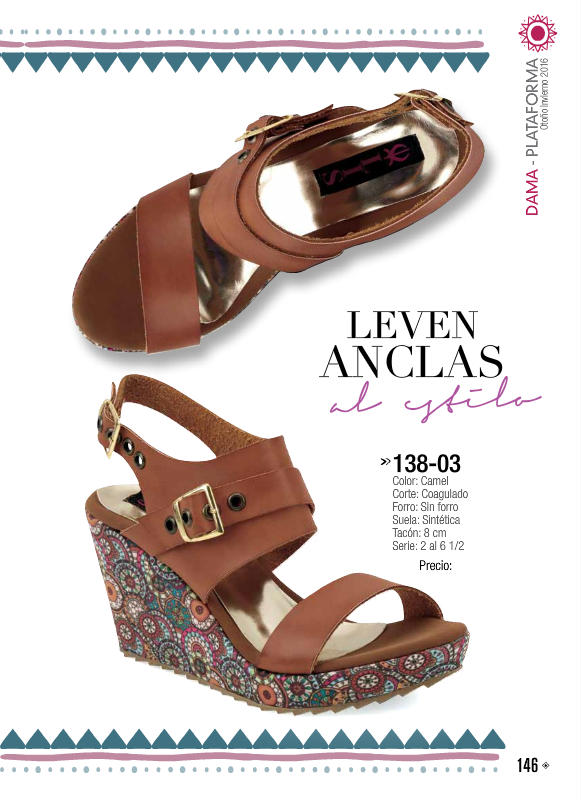 DAMA - PLATAFORMA
Otoño Invierno 2016
LEVEN
ANCLAS
al estilo
138-03
Color: Camel
Corte: Coagulado
Forro: Sin forro
Suela: Sintética
Tacón: 8 cm
Serie: 2 al 6 1/2
Precio:
146